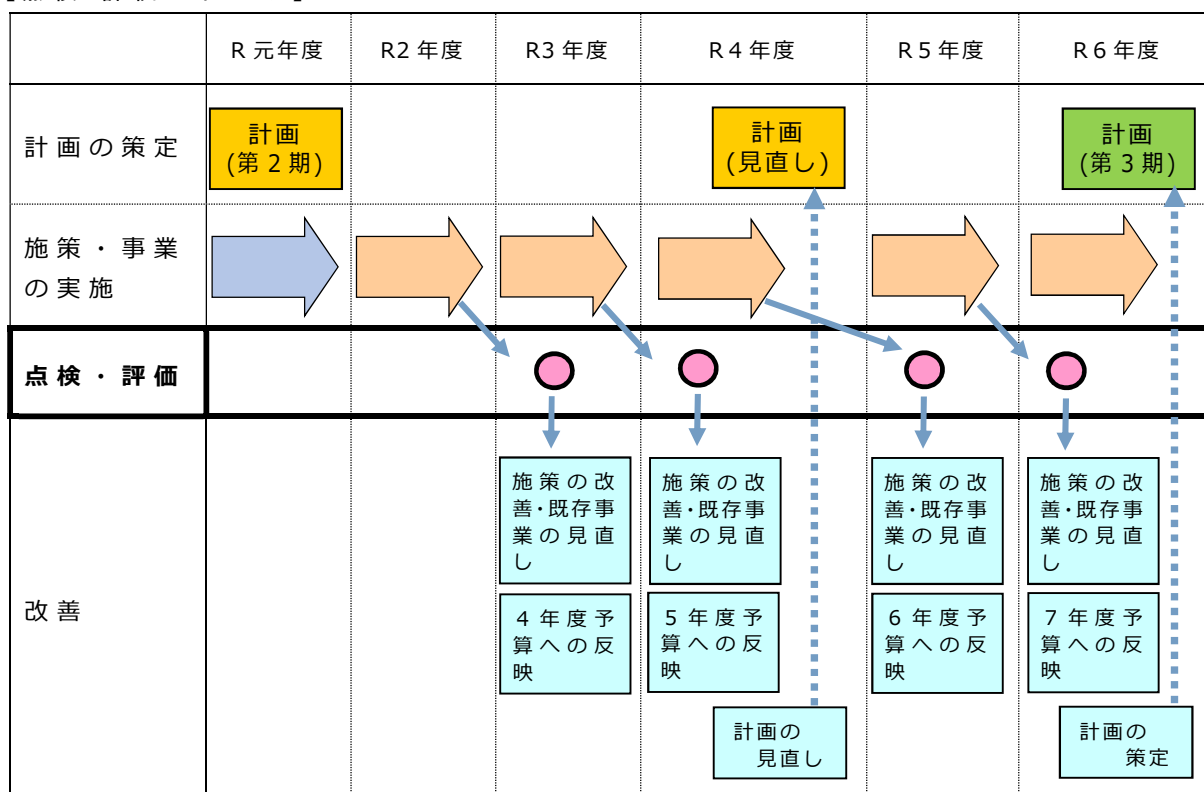 R 元年度
R2 年度
R3 年度
R4 年度
R5 年度
R6 年度
計画の策定
計画
(第 2 期)
計画
(見直し)
計画
(第 3 期)
施策・事業
の実施
点検・評価
改善
施策の改
善・既存事
業の見直
し
施策の改
善・既存事
業の見直
し
施策の改
善・既存事
業の見直
し
施策の改
善・既存事
業の見直
し
4 年度予
算への反
映
5 年度予
算への反
映
6 年度予
算への反
映
7 年度予
算への反
映
計画の
見直し
計画の
策定